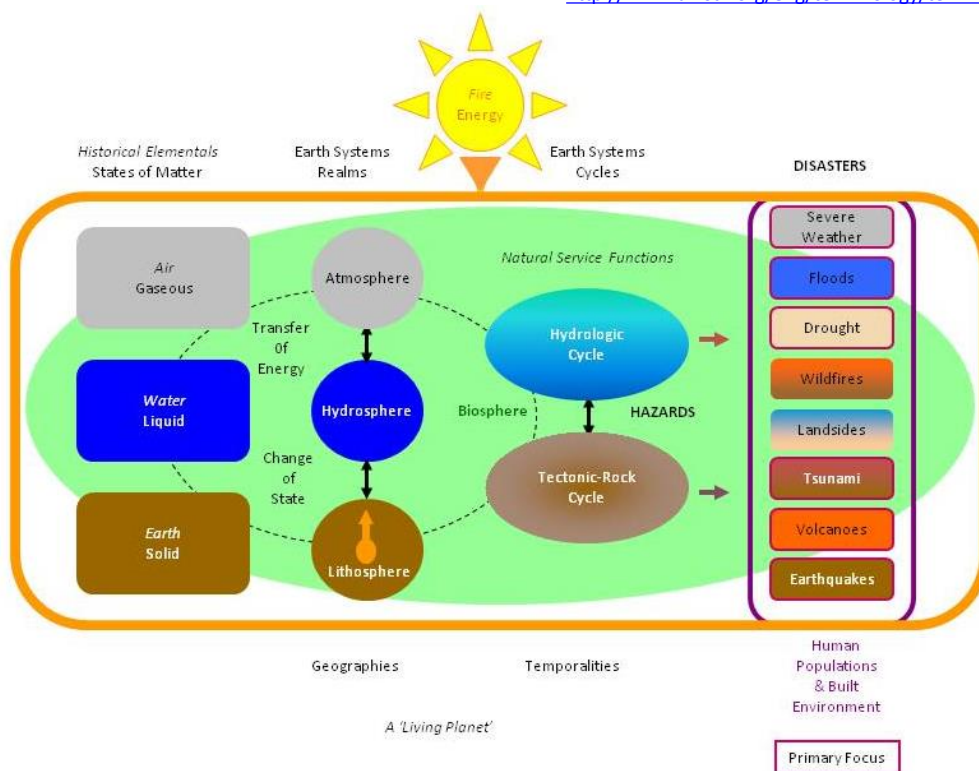 Fire
Energy
Historical Elementals
States of Matter
Earth Systems
Realms
Earth Systems
Cycles
DISASTERS
Air
Gaseous
Water
Liquid
Earth
Solid
Transfer
Of
Energy
Change
of
State
Atmosphere
Hydrosphere
Lithosphere
Natural Service Functions
Hydrologic
Cycle
Biosphere
HAZARDS
Tectonic-Rock
Cycle
Severe
Weather
Floods
Drought
Wildfires
Landsides
Tsunami
Volcanoes
Earthquakes
Geographies
Temporalities
Human
Populations
& Built
Environment
A 'Living Planet'
Primary Focus